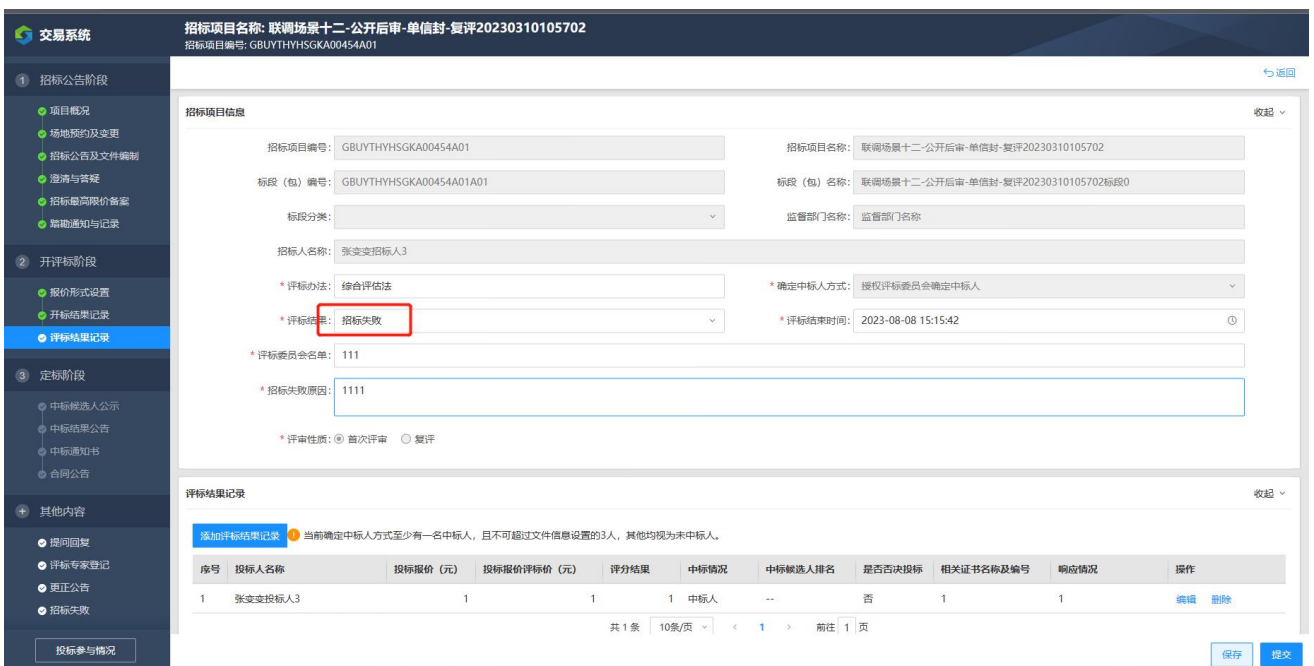 交易系统
招标项目名称: 联调场景十二-公开后审-单信封-复评20230310105702
招标项目编号: GBUYTHYHSGKA00454A01
1 招标公告阶段
项目概况
场地预约及变更
招标公告及文件编制
澄清与答疑
招标最高限价备案
踏勘通知与记录
2 开评标阶段
报价形式设置
开标结果记录
评标结果记录
3 定标阶段
中标候选人公示
中标结果公告
中标通知书
合同公告
其他内容
提问回复
评标专家登记
更正公告
招标失败
投标参与情况
返回
招标项目信息 收起
招标项目编号: GBUYTHYHSGKA00454A01 招标项目名称: 联调场景十二-公开后审-单信封-复评20230310105702
标段（包）编号: GBUYTHYHSGKA00454A01A01 标段（包）名称: 联调场景十二-公开后审-单信封-复评20230310105702标段0
标段分类: 监督部门名称: 监督部门名称
招标人名称: 张变变招标人3
* 评标办法: 综合评估法 * 确定中标人方式: 授权评标委员会确定中标人
* 评标结果: 招标失败 * 评标结束时间: 2023-08-08 15:15:42
* 评标委员会名单: 111
* 招标失败原因: 1111
* 评审性质: 首次评审 复评
评标结果记录 收起
添加评标结果记录 当前确定中标人方式至少有一名中标人，且不可超过文件信息设置的3人，其他均视为未中标人。
序号 投标人名称 投标报价（元） 投标报价评标价（元） 评分结果 中标情况 中标候选人排名 是否否决投标 相关证书名称及编号 响应情况 操作
1 张变变投标人3 1 1 1 中标人 -- 否 1 1 编辑 删除
共 1 条 10条/页 < 1 > 前往 1 页
保存 提交